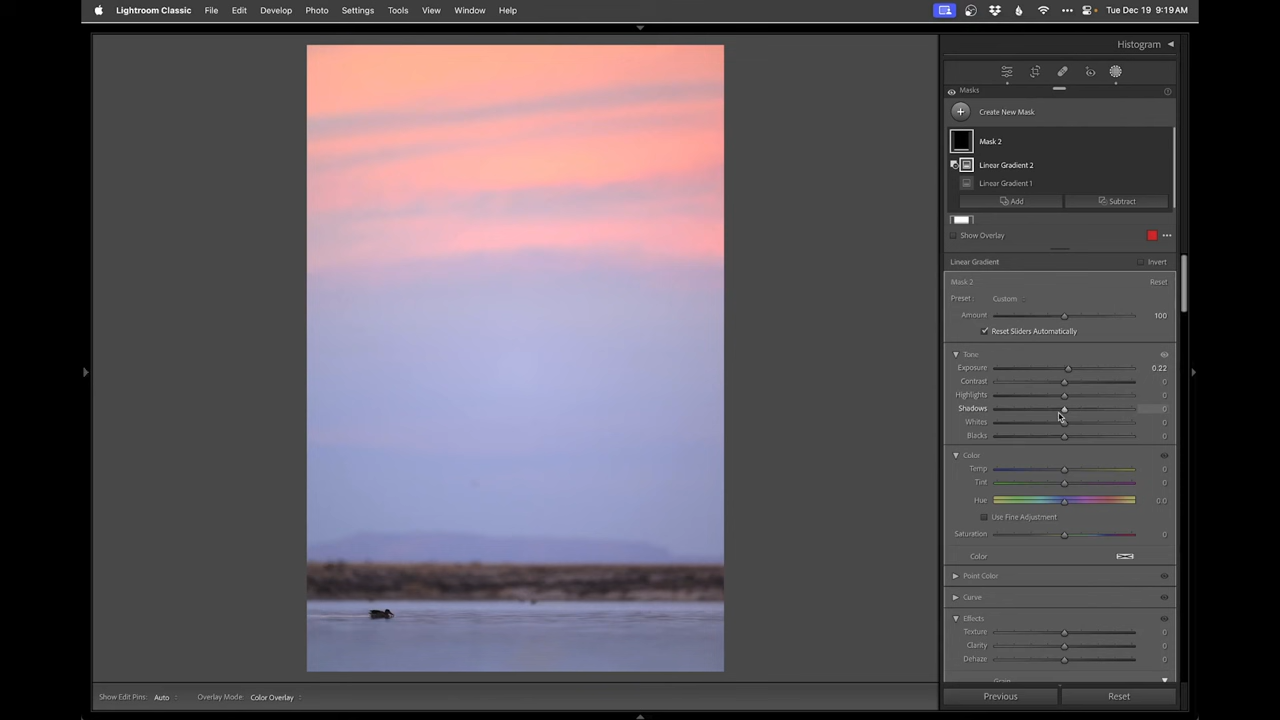 Lightroom Classic File Edit Develop Photo Settings Tools View Window Help Tue Dec 19 9:19 AM
Histogram
Masks
Create New Mask
Mask 2
Linear Gradient 2
Linear Gradient 1
Add Subtract
Show Overlay
Linear Gradient Invert
Mask 2 Reset
Preset : Custom
Amount 100
Reset Sliders Automatically
Tone
Exposure 0.22
Contrast 0
Highlights 0
Shadows 0
Whites 0
Blacks 0
Color
Temp 0
Tint 0
Hue 0.0
Use Fine Adjustment
Saturation 0
Color
Point Color
Curve
Effects
Texture 0
Clarity 0
Dehaze 0
Grain
Show Edit Pins: Auto Overlay Mode: Color Overlay Previous Reset